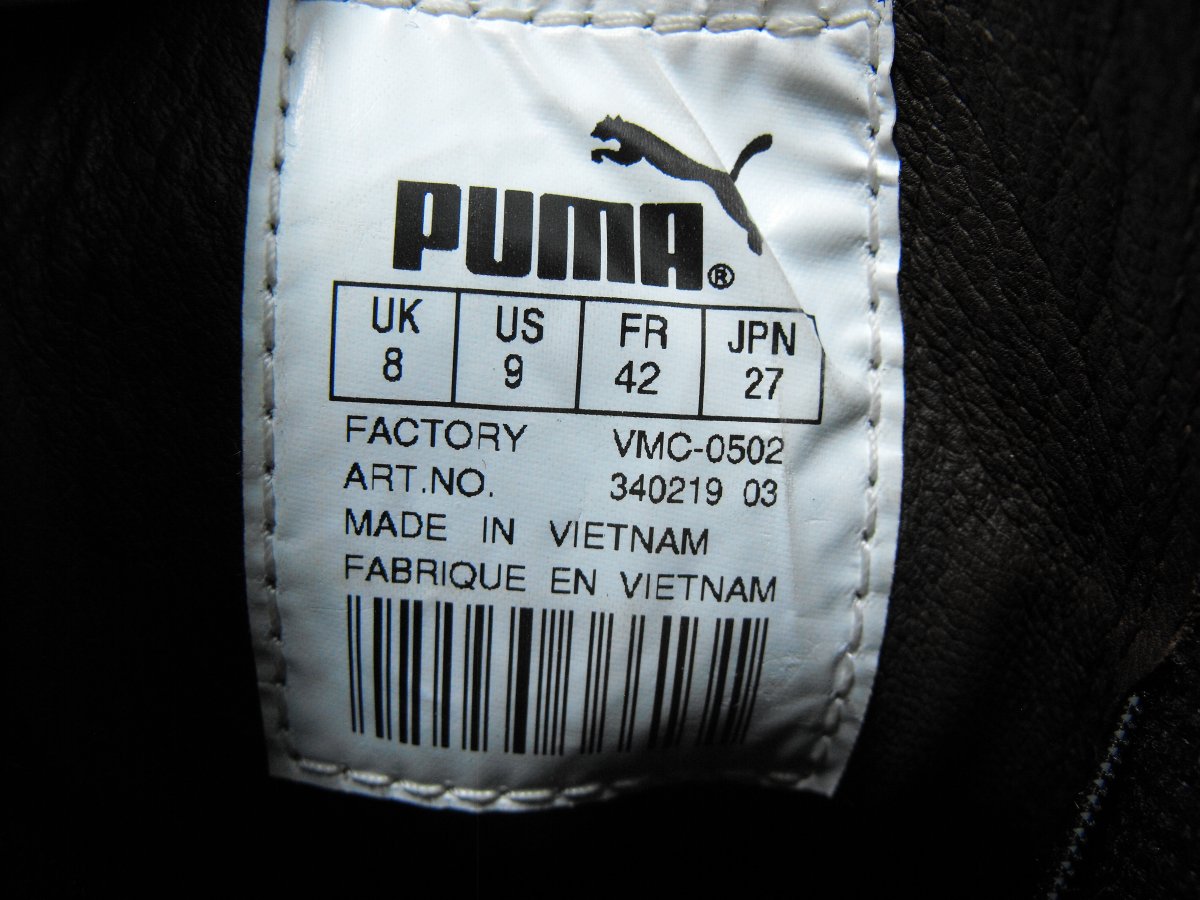 PUMA®
UK US FR JPN
8 9 42 27
FACTORY VMC-0502
ART.NO. 340219 03
MADE IN VIETNAM
FABRIQUE EN VIETNAM